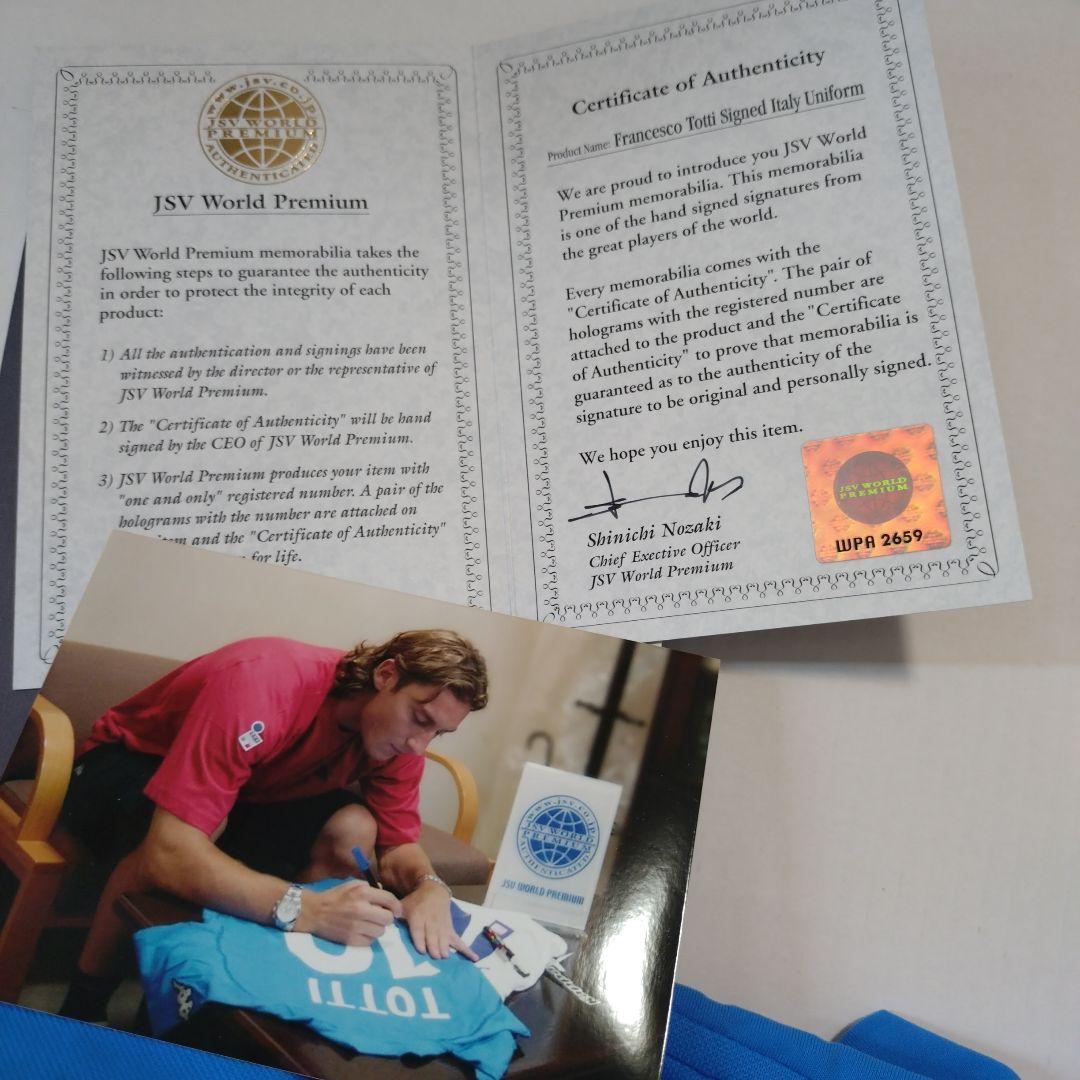 www.jsv.co.jp
JSV WORLD
PREMIUM
AUTHENTICATED
JSV World Premium
JSV World Premium memorabilia takes the
following steps to guarantee the authenticity
in order to protect the integrity of each
product:
1) All the authentication and signings have been
witnessed by the director or the representative of
JSV World Premium.
2) The "Certificate of Authenticity" will be hand
signed by the CEO of JSV World Premium.
3) JSV World Premium produces your item with
"one and only" registered number. A pair of the
holograms with the number are attached on
and the "Certificate of Authenticity"
for life.
Certificate of Authenticity
Product Name: Francesco Totti Signed Italy Uniform
We are proud to introduce you JSV World
Premium memorabilia. This memorabilia
is one of the hand signed signatures from
the great players of the world.
Every memorabilia comes with the
"Certificate of Authenticity". The pair of
holograms with the registered number are
attached to the product and the "Certificate
of Authenticity" to prove that memorabilia is
guaranteed as to the authenticity of the
signature to be original and personally signed.
We hope you enjoy this item.
Shinichi Nozaki
Chief Exective Officer
JSV World Premium
JSV WORLD
PREMIUM
WPA 2659
www.jsv.co.jp
JSV WORLD
PREMIUM
AUTHENTICATED
JSV WORLD PREMIUM
10
TOTTI